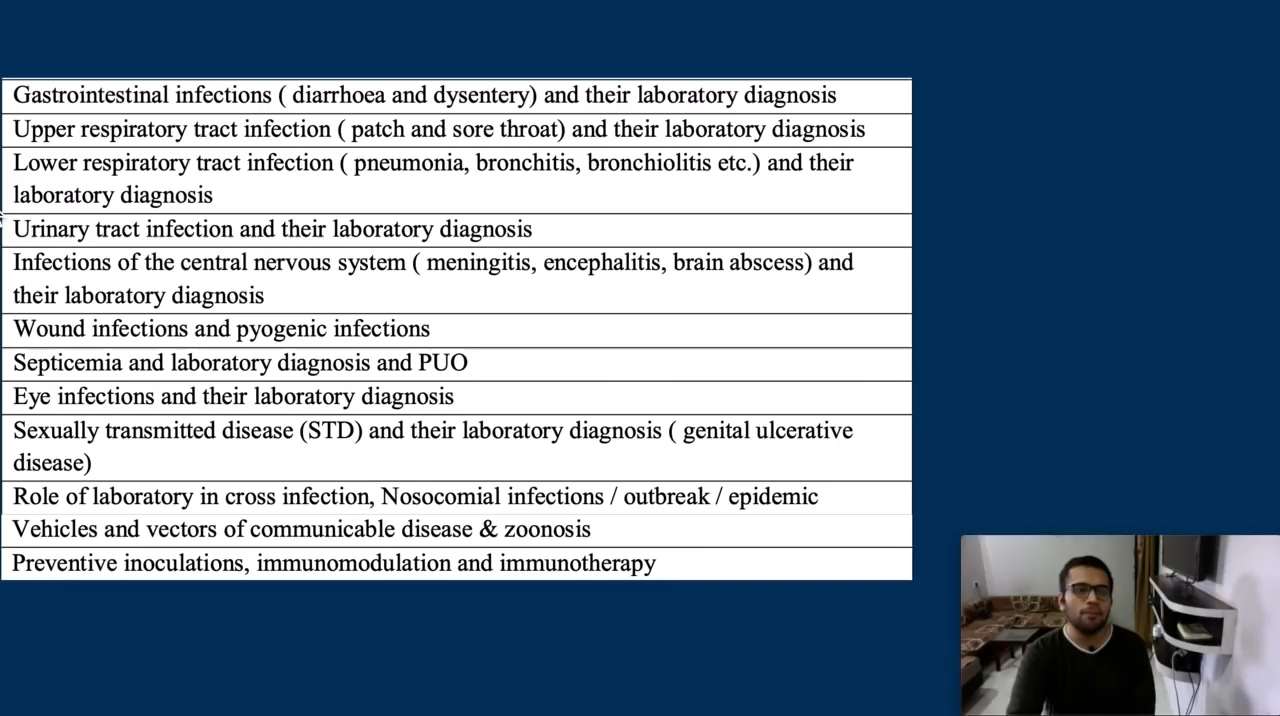 Gastrointestinal infections ( diarrhoea and dysentery) and their laboratory diagnosis
Upper respiratory tract infection ( patch and sore throat) and their laboratory diagnosis
Lower respiratory tract infection ( pneumonia, bronchitis, bronchiolitis etc.) and their
laboratory diagnosis
Urinary tract infection and their laboratory diagnosis
Infections of the central nervous system ( meningitis, encephalitis, brain abscess) and
their laboratory diagnosis
Wound infections and pyogenic infections
Septicemia and laboratory diagnosis and PUO
Eye infections and their laboratory diagnosis
Sexually transmitted disease (STD) and their laboratory diagnosis ( genital ulcerative
disease)
Role of laboratory in cross infection, Nosocomial infections / outbreak / epidemic
Vehicles and vectors of communicable disease & zoonosis
Preventive inoculations, immunomodulation and immunotherapy